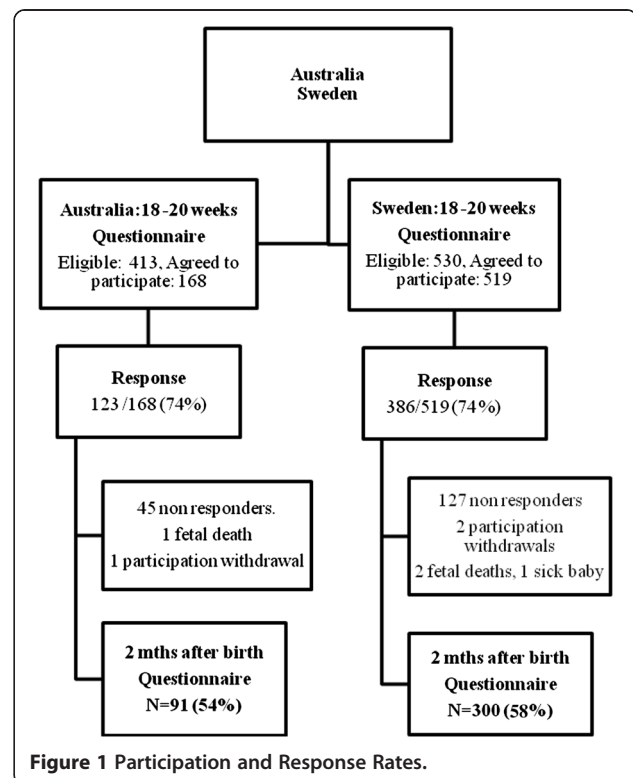 Australia
Sweden
Australia:18-20 weeks
Questionnaire
Eligible: 413, Agreed to
participate: 168
Sweden:18-20 weeks
Questionnaire
Eligible: 530, Agreed to
participate: 519
Response
123/168 (74%)
Response
386/519 (74%)
45 non responders.
1 fetal death
1 participation withdrawal
127 non responders
2 participation
withdrawals
2 fetal deaths, 1 sick baby
2 mths after birth
Questionnaire
N=91 (54%)
2 mths after birth
Questionnaire
N=300 (58%)
Figure 1 Participation and Response Rates.